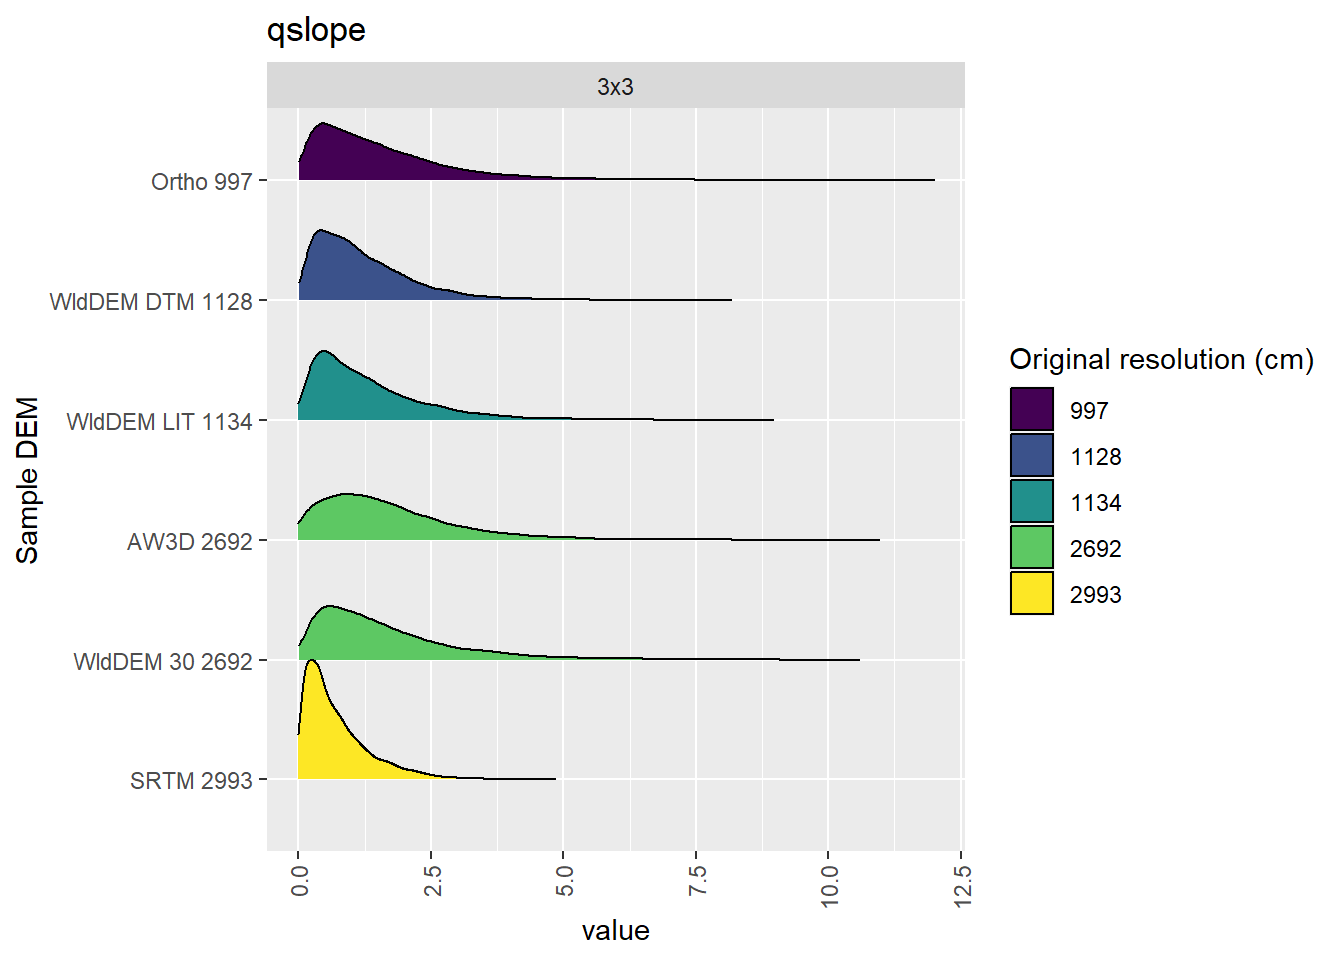 qslope
3x3
Ortho 997
WldDEM DTM 1128
WldDEM LIT 1134
AW3D 2692
WldDEM 30 2692
SRTM 2993
Sample DEM
0.0
2.5
5.0
7.5
10.0
12.5
value
Original resolution (cm)
997
1128
1134
2692
2993